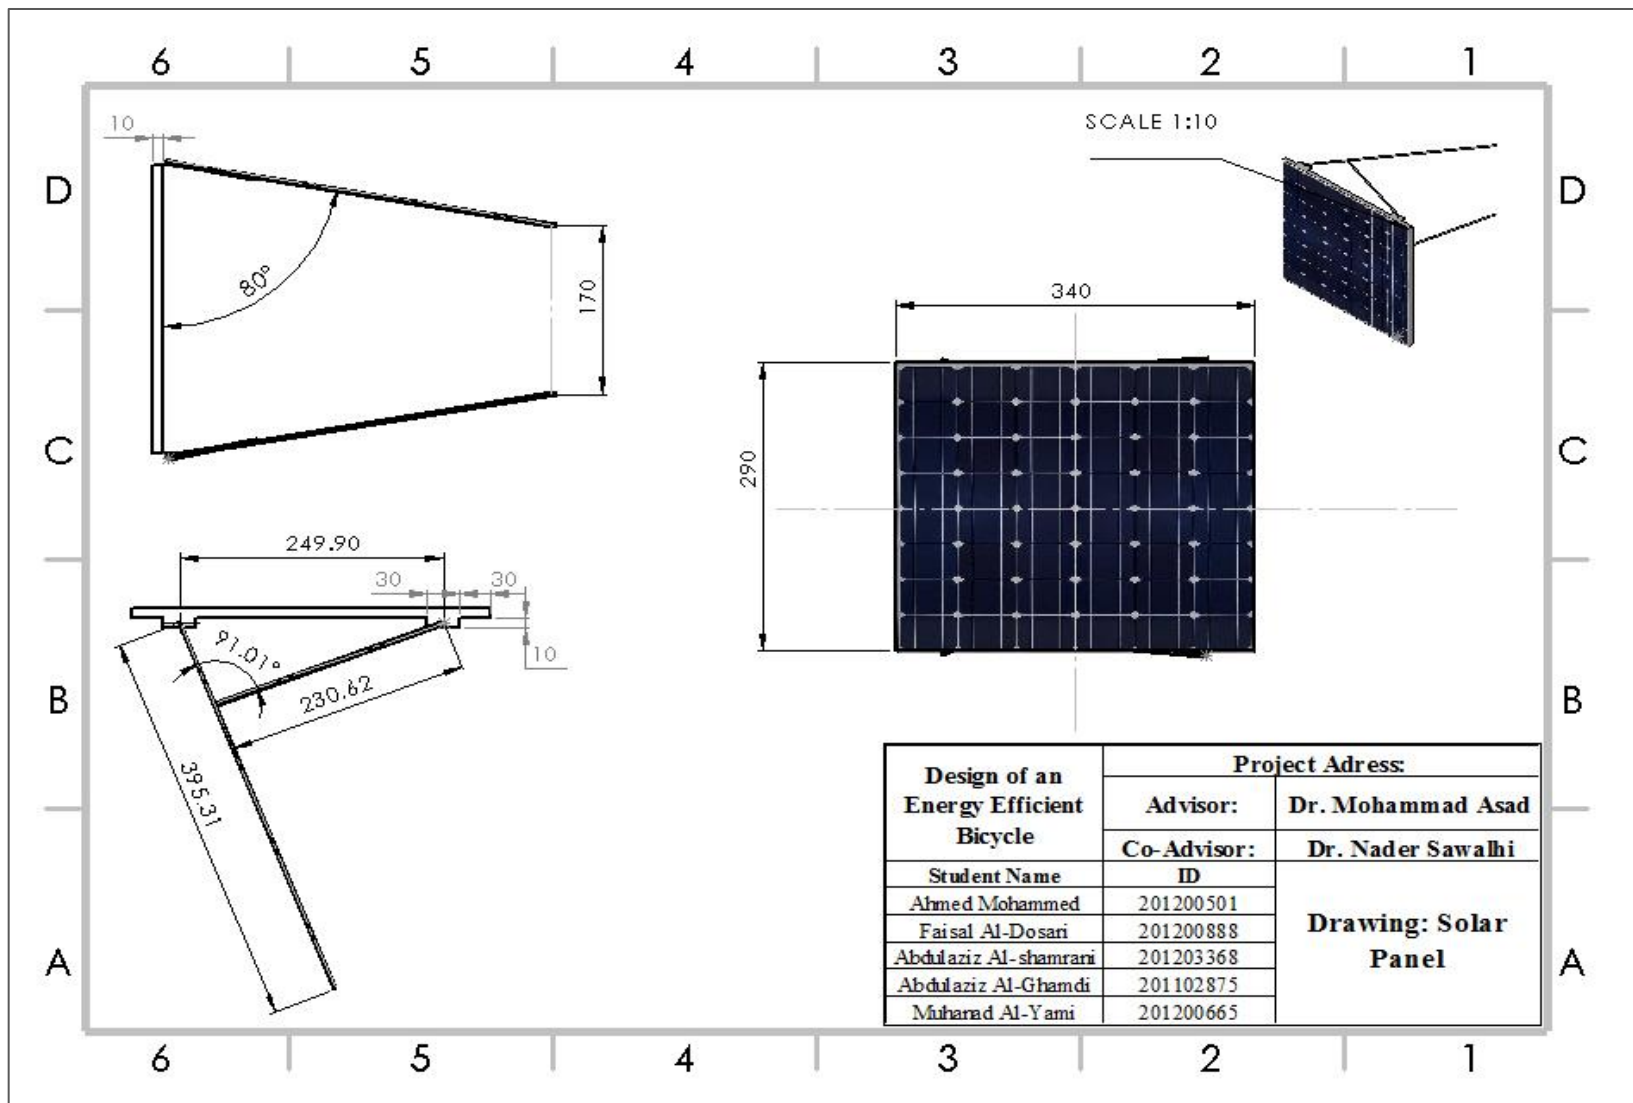 6 5 4 3 2 1
D
C
B
A
D
C
B
A
10
80°
170
SCALE 1:10
340
290
249.90
30 30
10
91.01°
230.62
395.31
Design of an
Energy Efficient
Bicycle
Project Adress:
Advisor: Dr. Mohammad Asad
Co-Advisor: Dr. Nader Sawalhi
Student Name ID
Ahmed Mohammed 201200501
Faisal Al-Dosari 201200888
Abdulaziz Al-shamrani 201203368
Abdulaziz Al-Ghamdi 201102875
Muhanad Al-Yami 201200665
Drawing: Solar
Panel
6 5 4 3 2 1